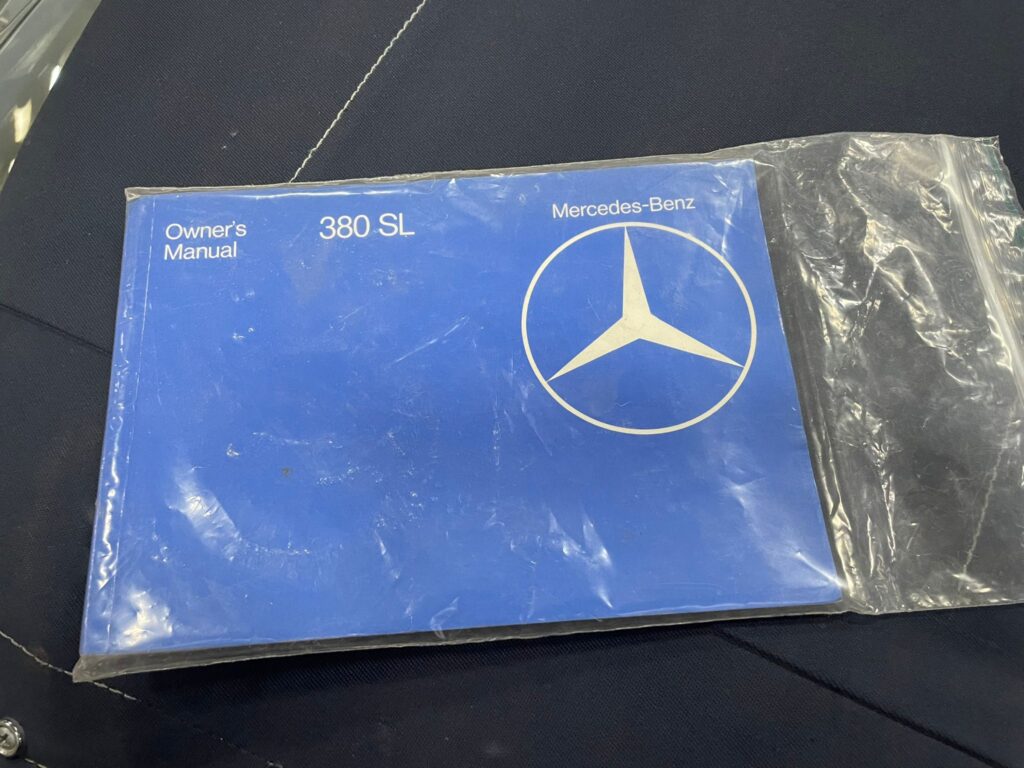 Owner's
Manual
380 SL
Mercedes-Benz